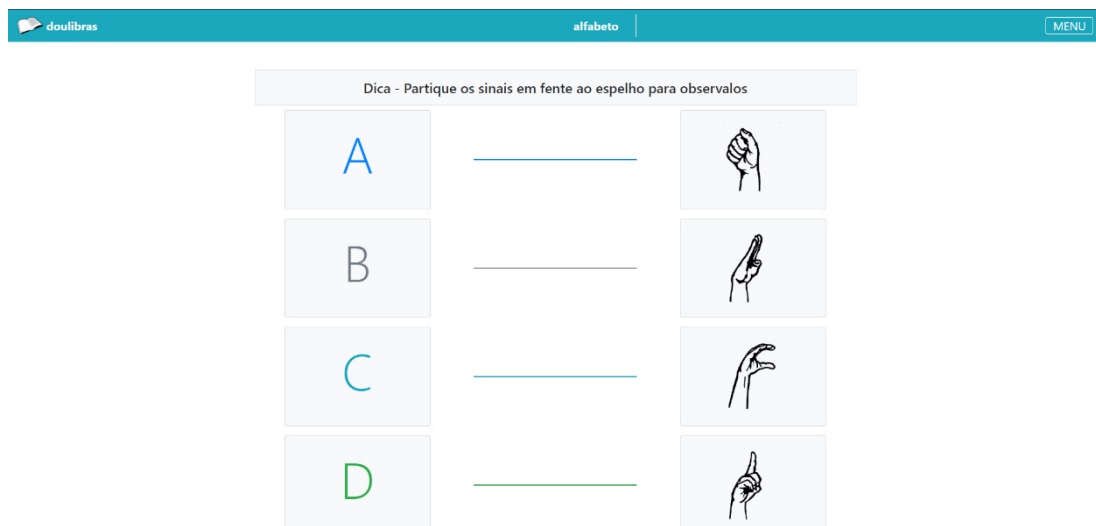 doulibras alfabeto MENU
Dica - Partique os sinais em fente ao espelho para observalos
A
B
C
D